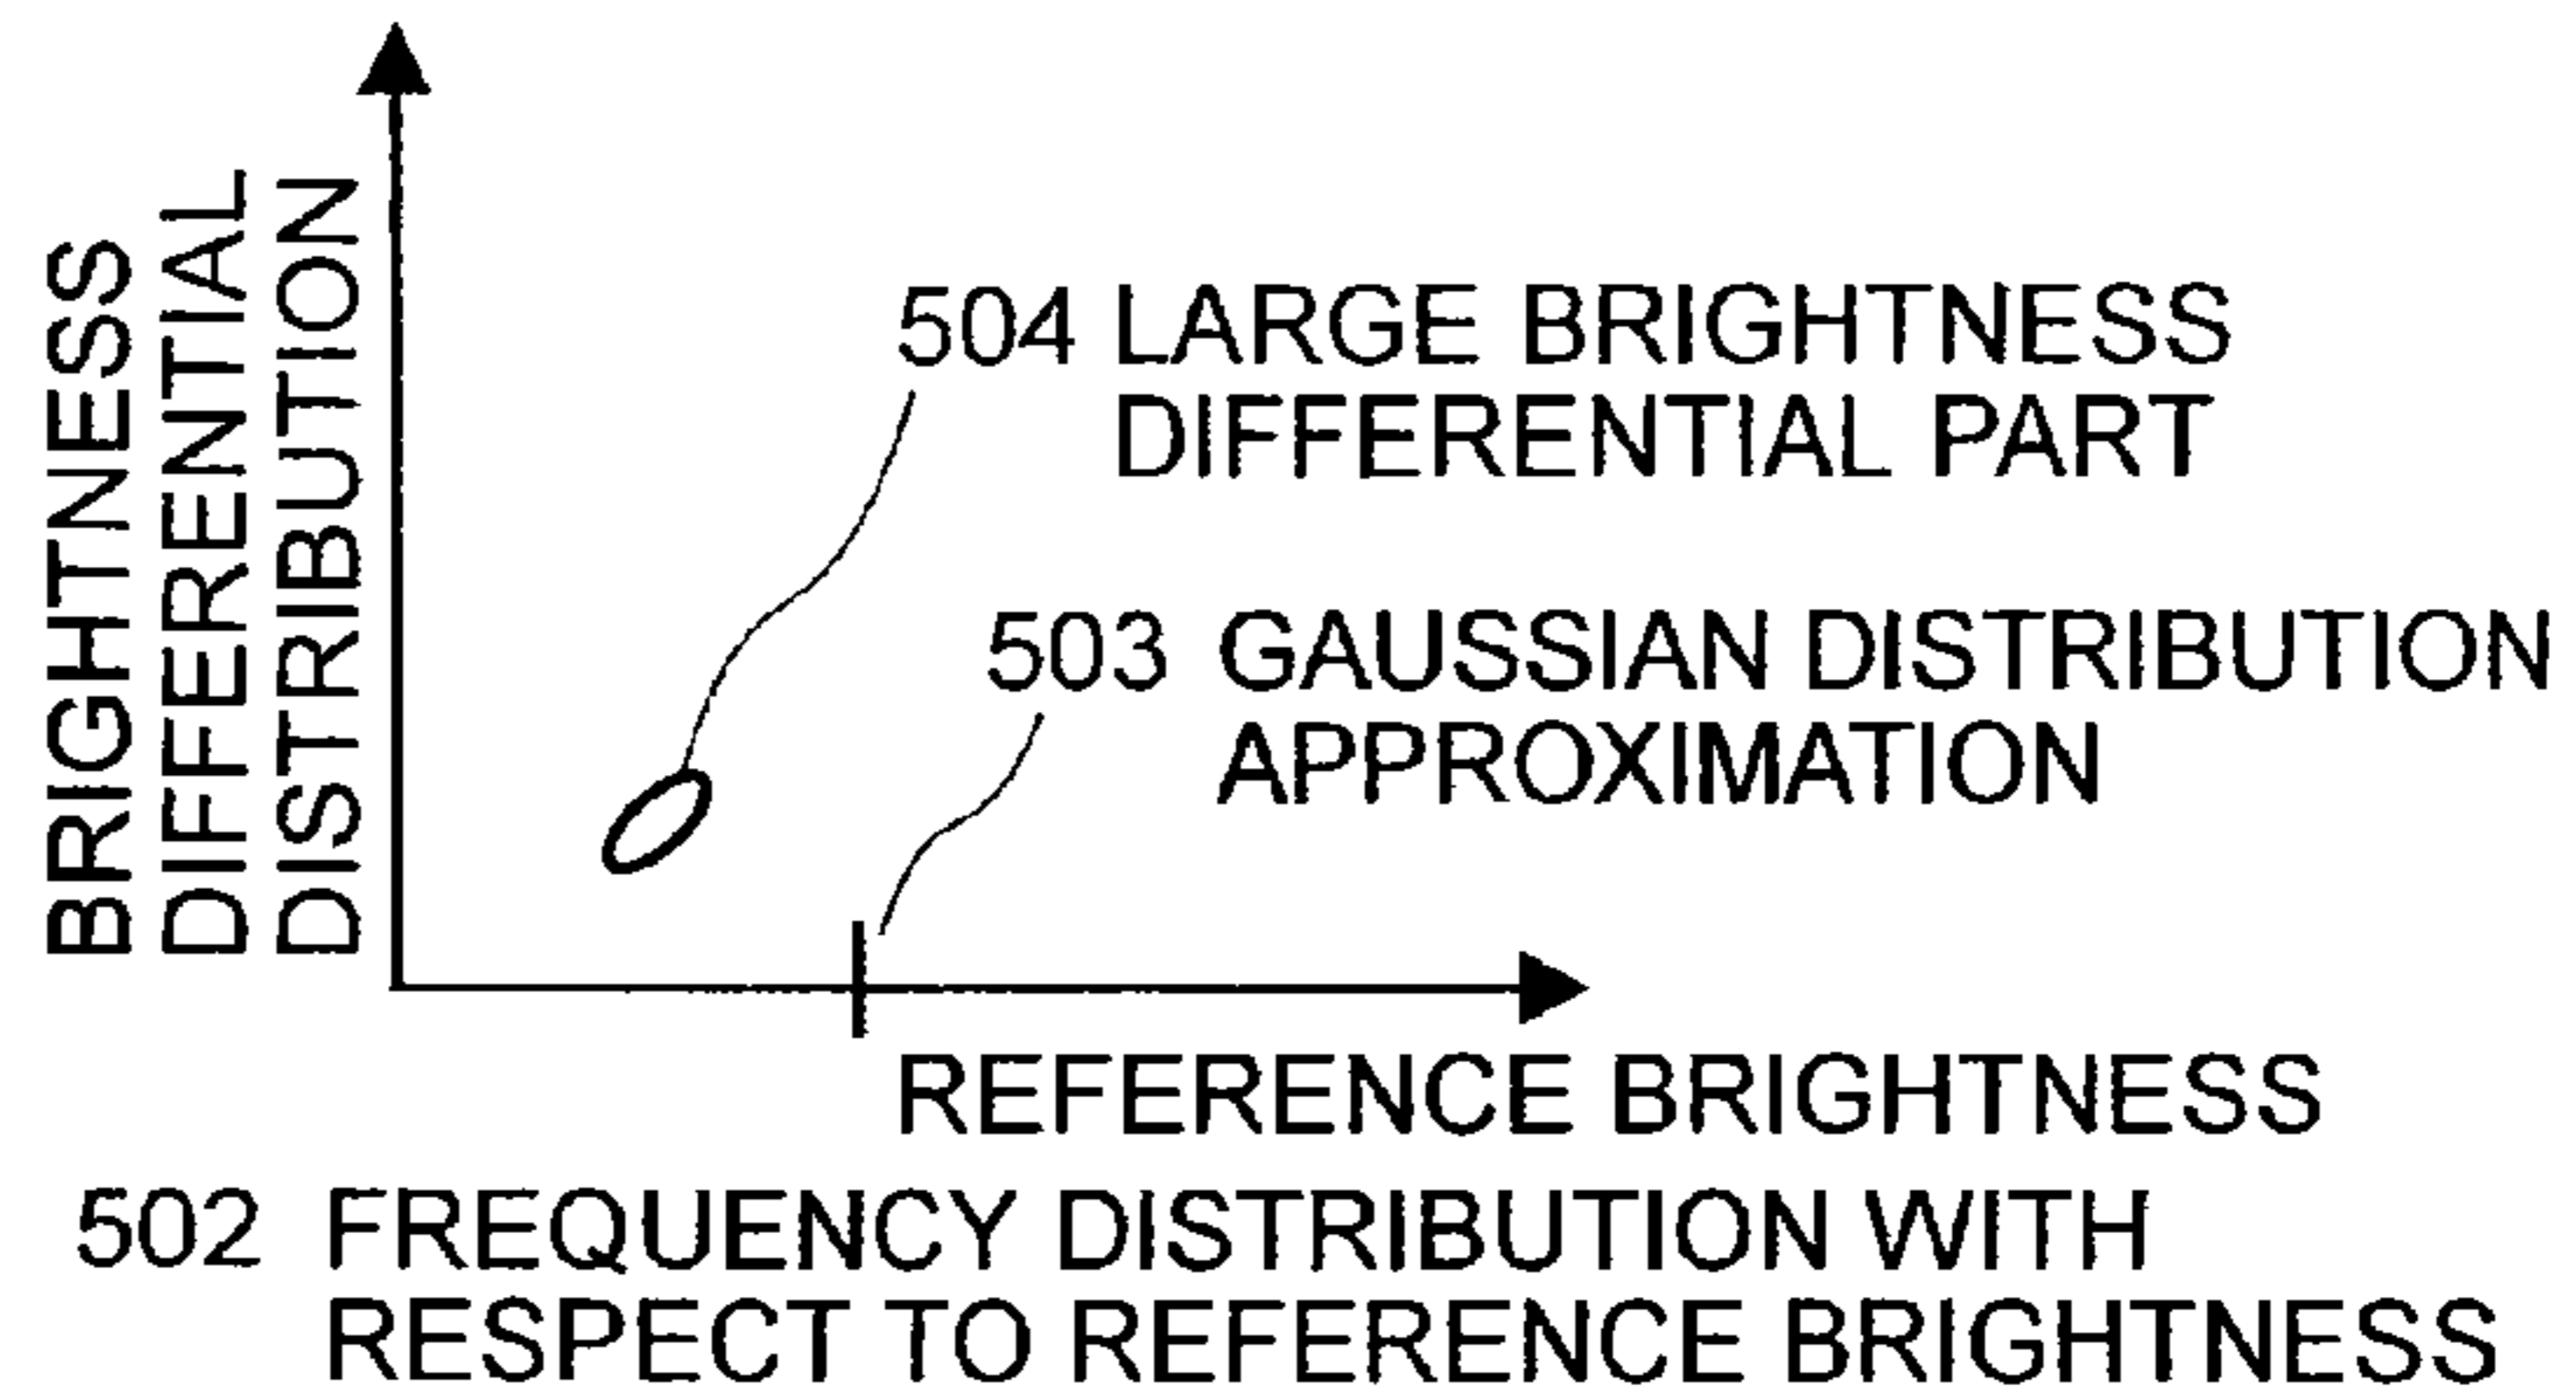 BRIGHTNESS
DIFFERENTIAL
DISTRIBUTION
504 LARGE BRIGHTNESS
DIFFERENTIAL PART
503 GAUSSIAN DISTRIBUTION
APPROXIMATION
REFERENCE BRIGHTNESS
502 FREQUENCY DISTRIBUTION WITH
RESPECT TO REFERENCE BRIGHTNESS